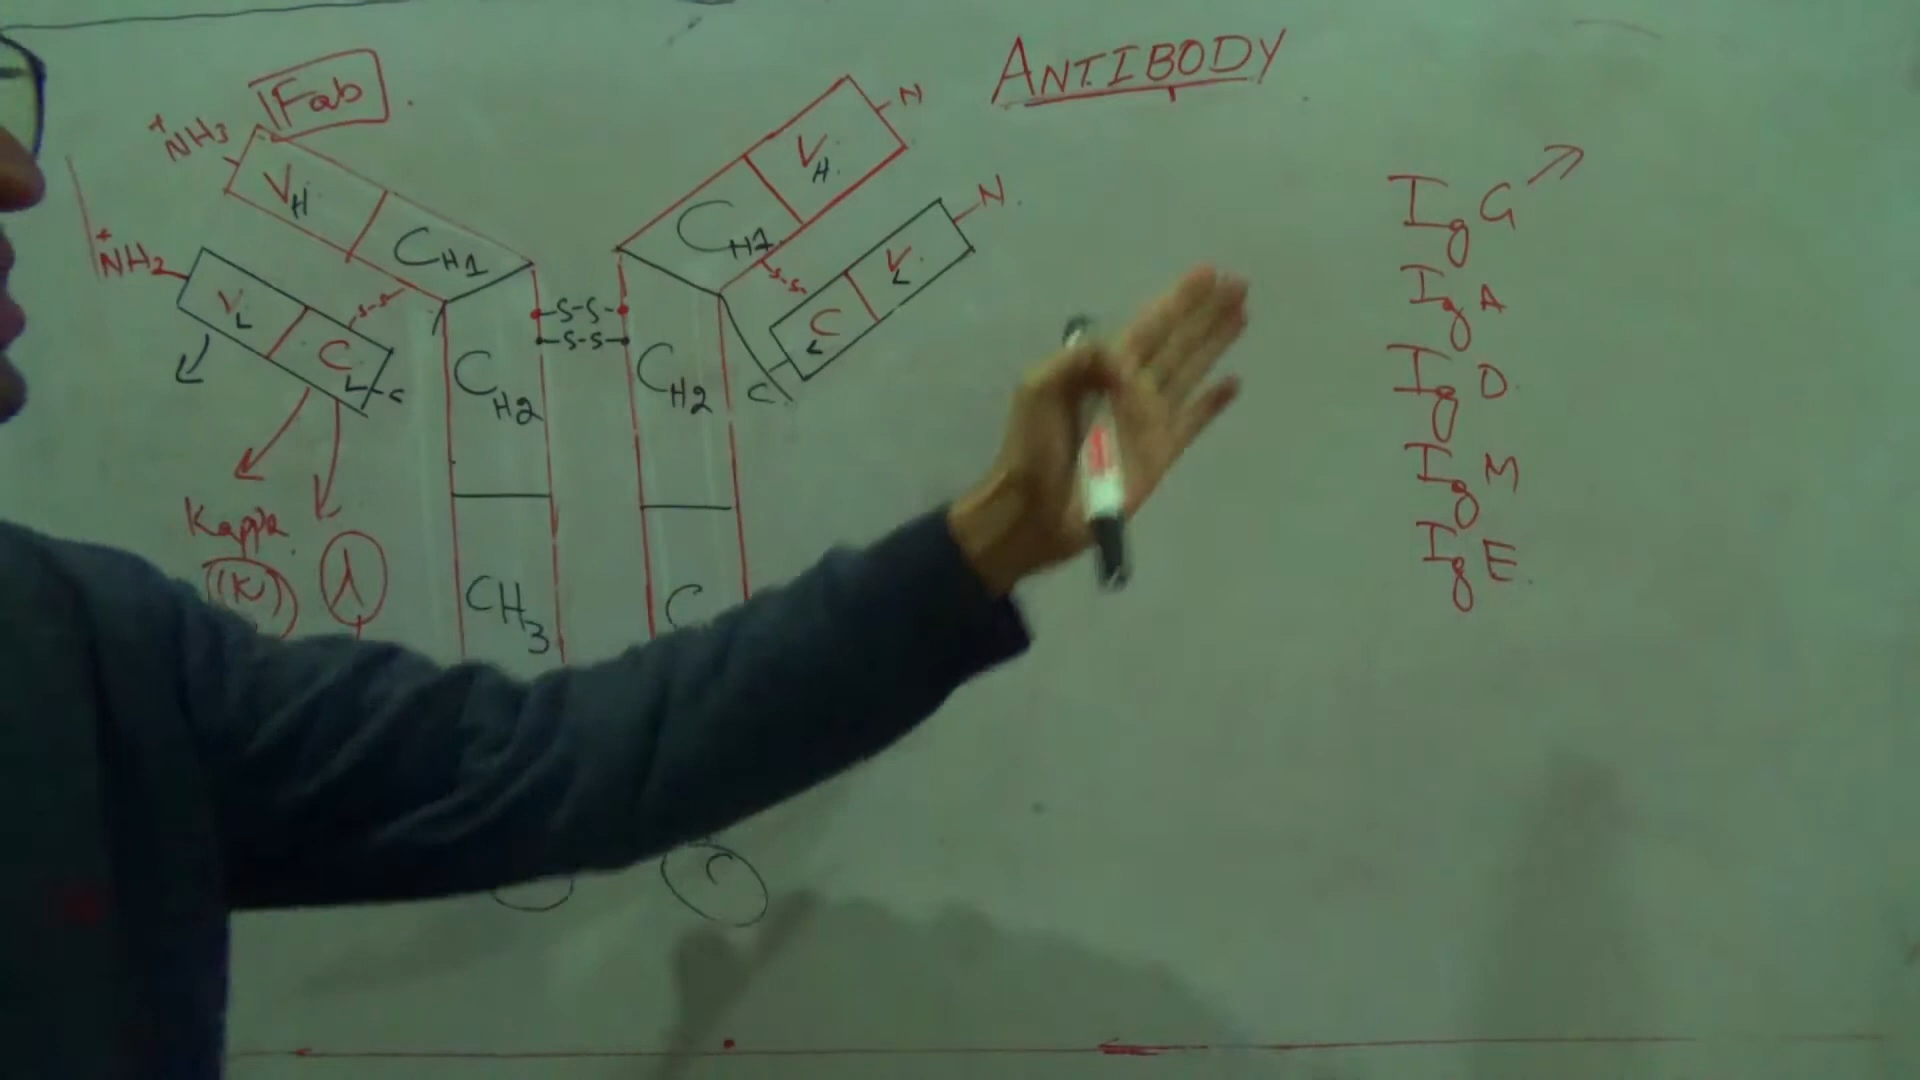 ANTIBODY
Fab
+
NH3
VH
CH1
VH
N
CH1
+
NH2
VL
CL
c
s-s
s-s
VL
N
CL
C
S-S
S-S
CH2
CH2
Kappa
(K)
λ
CH3
C
C
IgG
IgA
IgD
IgM
IgE